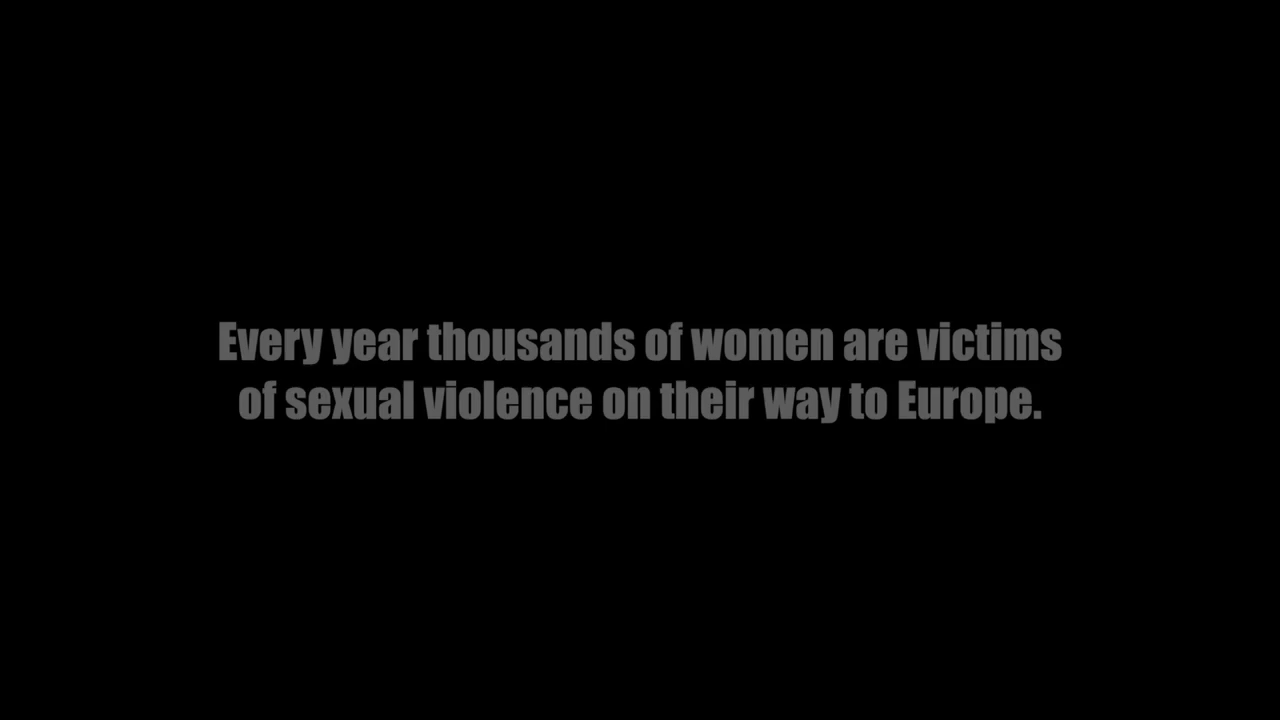 Every year thousands of women are victims
of sexual violence on their way to Europe.